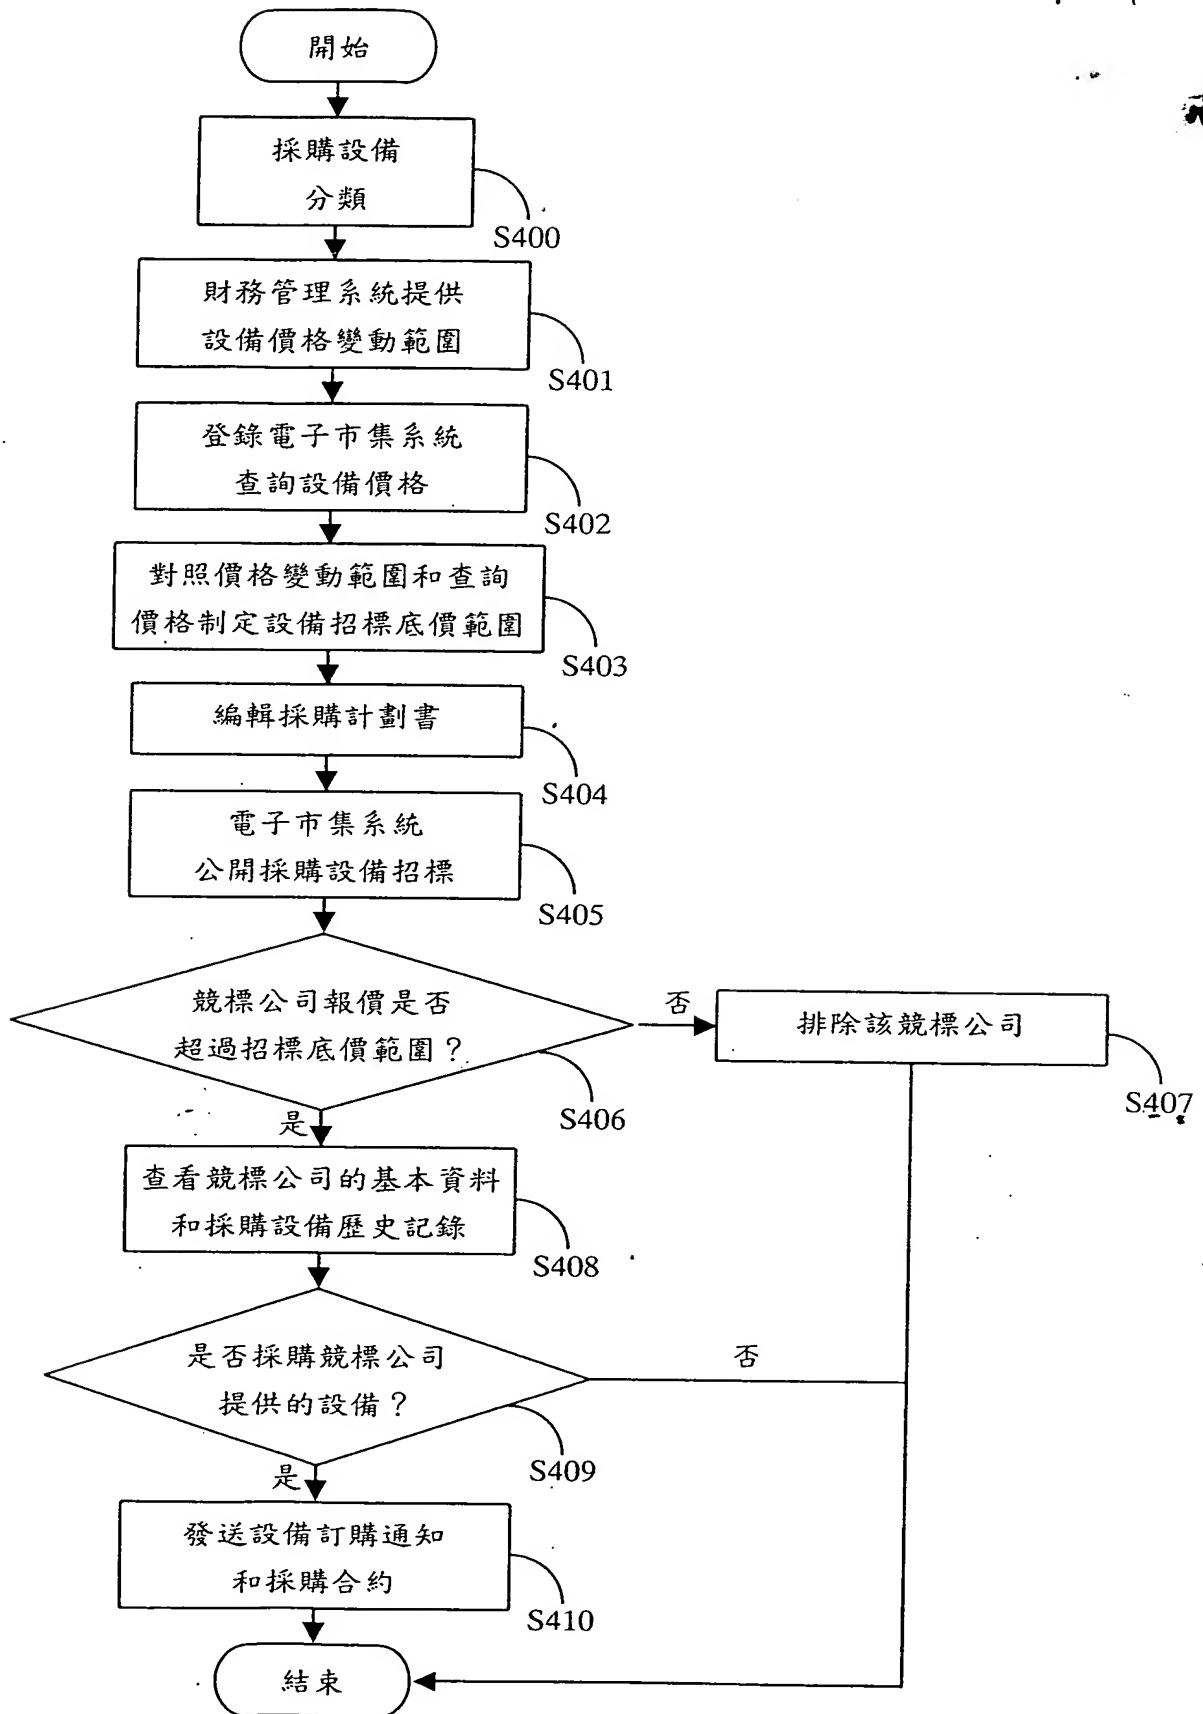 開始
採購設備
分類
S400
財務管理系統提供
設備價格變動範圍
S401
登錄電子市集系統
查詢設備價格
S402
對照價格變動範圍和查詢
價格制定設備招標底價範圍
S403
編輯採購計劃書
S404
電子市集系統
公開採購設備招標
S405
競標公司報價是否
超過招標底價範圍？
S406
否
排除該競標公司
S407
是
查看競標公司的基本資料
和採購設備歷史記錄
S408
是否採購競標公司
提供的設備？
S409
否
是
發送設備訂購通知
和採購合約
S410
結束